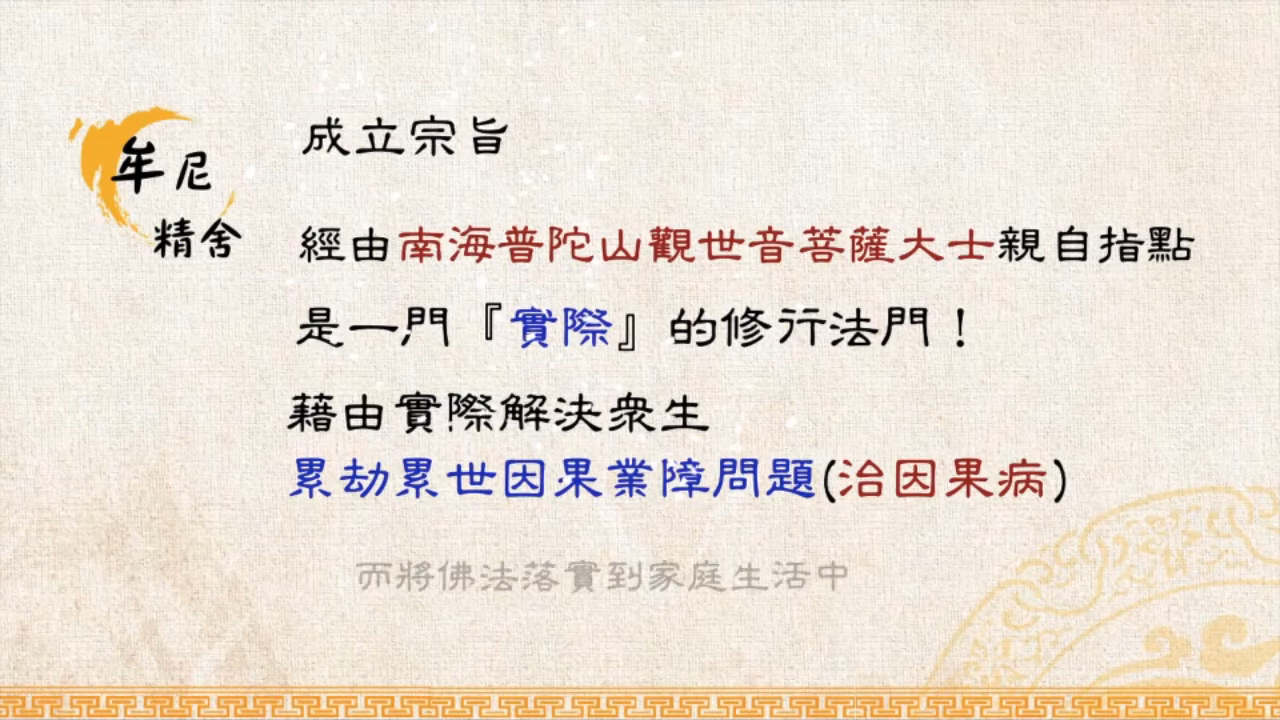 牟尼
精舍
成立宗旨
經由南海普陀山觀世音菩薩大士親自指點
是一門『實際』的修行法門！
藉由實際解決衆生
累劫累世因果業障問題(治因果病)
而將佛法落實到家庭生活中